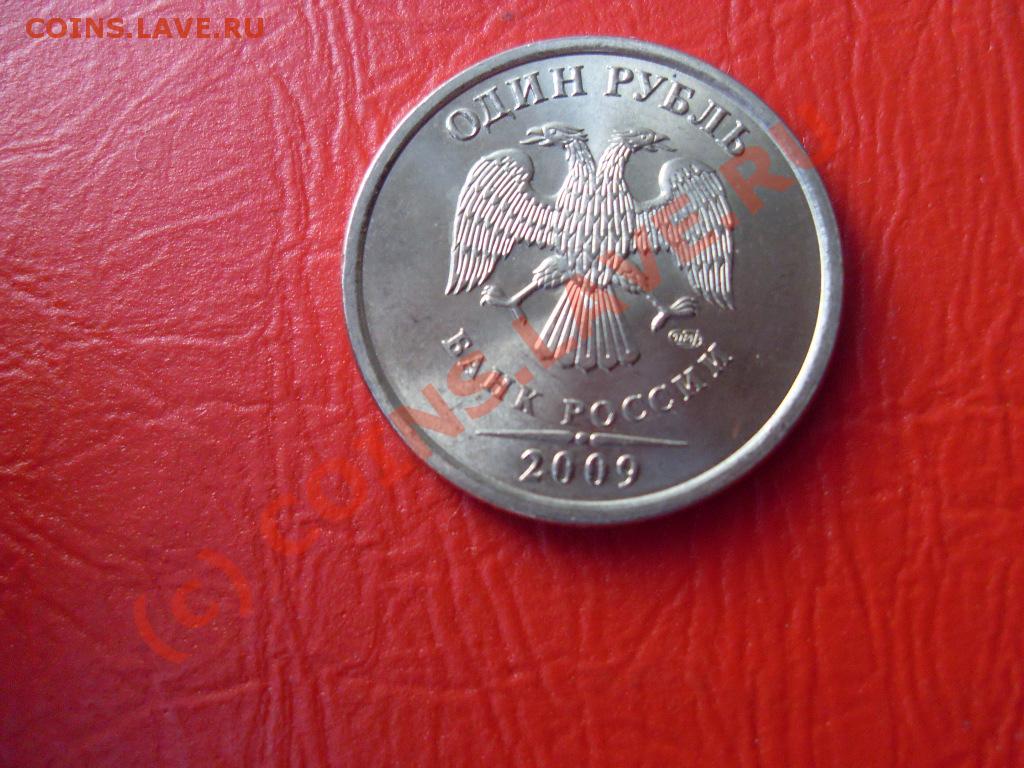 COINS.LAVE.RU
ОДИН РУБЛЬ
БАНК РОССИИ
2009
(c) COINS.LAVE.RU